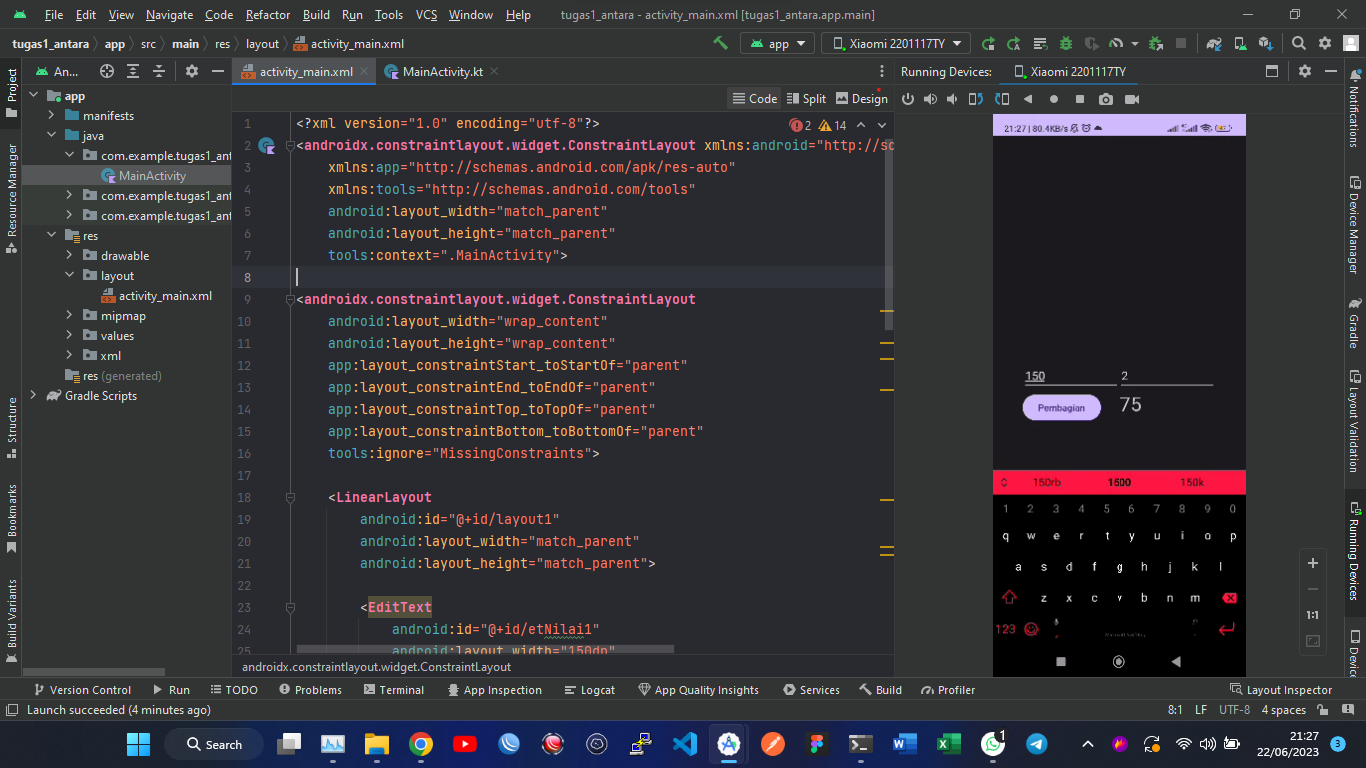 File Edit View Navigate Code Refactor Build Run Tools VCS Window Help tugas1_antara - activity_main.xml [tugas1_antara.app.main]
tugas1_antara app src main res layout activity_main.xml app Xiaomi 2201117TY
Project
An...
activity_main.xml
MainActivity.kt
Running Devices: Xiaomi 2201117TY
Notifications
Code Split Design
app
manifests
java
com.example.tugas1_ant
MainActivity
com.example.tugas1_ant
com.example.tugas1_ant
res
drawable
layout
activity_main.xml
mipmap
values
xml
res (generated)
Gradle Scripts
Resource Manager
Structure
Bookmarks
Build Variants
2 14
1 <?xml version="1.0" encoding="utf-8"?>
2 <androidx.constraintlayout.widget.ConstraintLayout xmlns:android="http://sc
3 xmlns:app="http://schemas.android.com/apk/res-auto"
4 xmlns:tools="http://schemas.android.com/tools"
5 android:layout_width="match_parent"
6 android:layout_height="match_parent"
7 tools:context=".MainActivity">
8
9 <androidx.constraintlayout.widget.ConstraintLayout
10 android:layout_width="wrap_content"
11 android:layout_height="wrap_content"
12 app:layout_constraintStart_toStartOf="parent"
13 app:layout_constraintEnd_toEndOf="parent"
14 app:layout_constraintTop_toTopOf="parent"
15 app:layout_constraintBottom_toBottomOf="parent"
16 tools:ignore="MissingConstraints">
17
18 <LinearLayout
19 android:id="@+id/layout1"
20 android:layout_width="match_parent"
21 android:layout_height="match_parent">
22
23 <EditText
24 android:id="@+id/etNilai1"
25 android:layout_width="150dp"
androidx.constraintlayout.widget.ConstraintLayout
21:27 | 80.4KB/s
150 2
Pembagian 75
150rb 1500 150k
1 2 3 4 5 6 7 8 9 0
q w e r t y u i o p
a s d f g h j k l
z x c v b n m
123
1:1
Device Manager
Gradle
Layout Validation
Running Devices
Device
Version Control Run TODO Problems Terminal App Inspection Logcat App Quality Insights Services Build Profiler Layout Inspector
Launch succeeded (4 minutes ago) 8:1 LF UTF-8 4 spaces
Search
1
21:27
22/06/2023
3